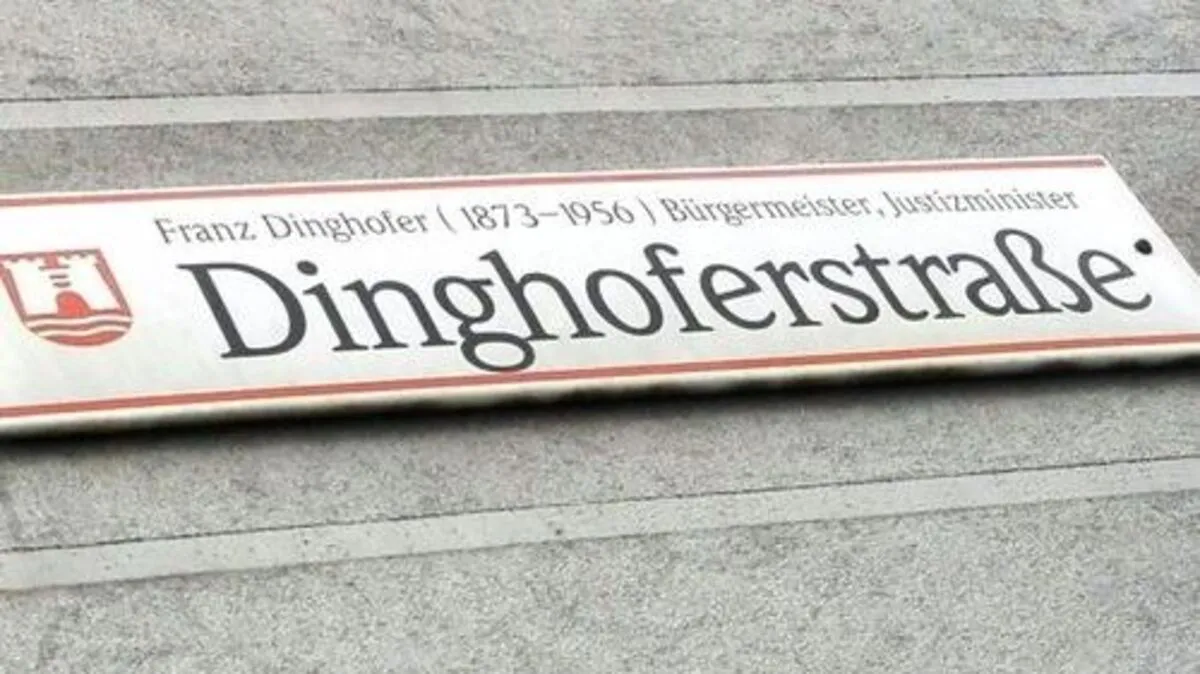 Franz Dinghofer ( 1873–1956 ) Bürgermeister, Justizminister
Dinghoferstraße